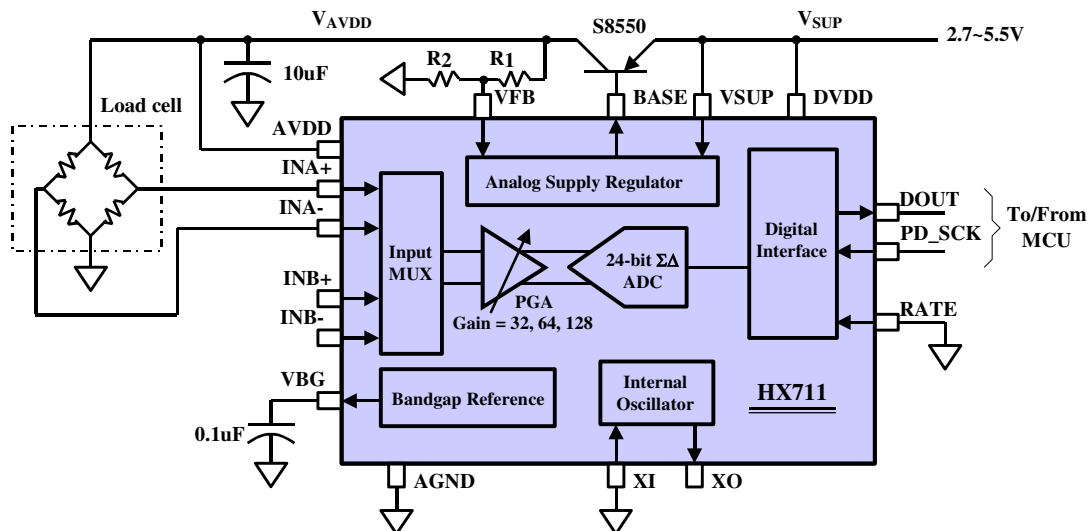 V_AVDD
S8550
V_SUP
2.7~5.5V
R2
R1
10uF
VFB
BASE
VSUP
DVDD
Load cell
AVDD
INA+
INA-
INB+
INB-
VBG
0.1uF
Analog Supply Regulator
Input
MUX
PGA
Gain = 32, 64, 128
24-bit ΣΔ
ADC
Digital
Interface
DOUT
PD_SCK
To/From
MCU
RATE
Bandgap Reference
Internal
Oscillator
HX711
AGND
XI
XO